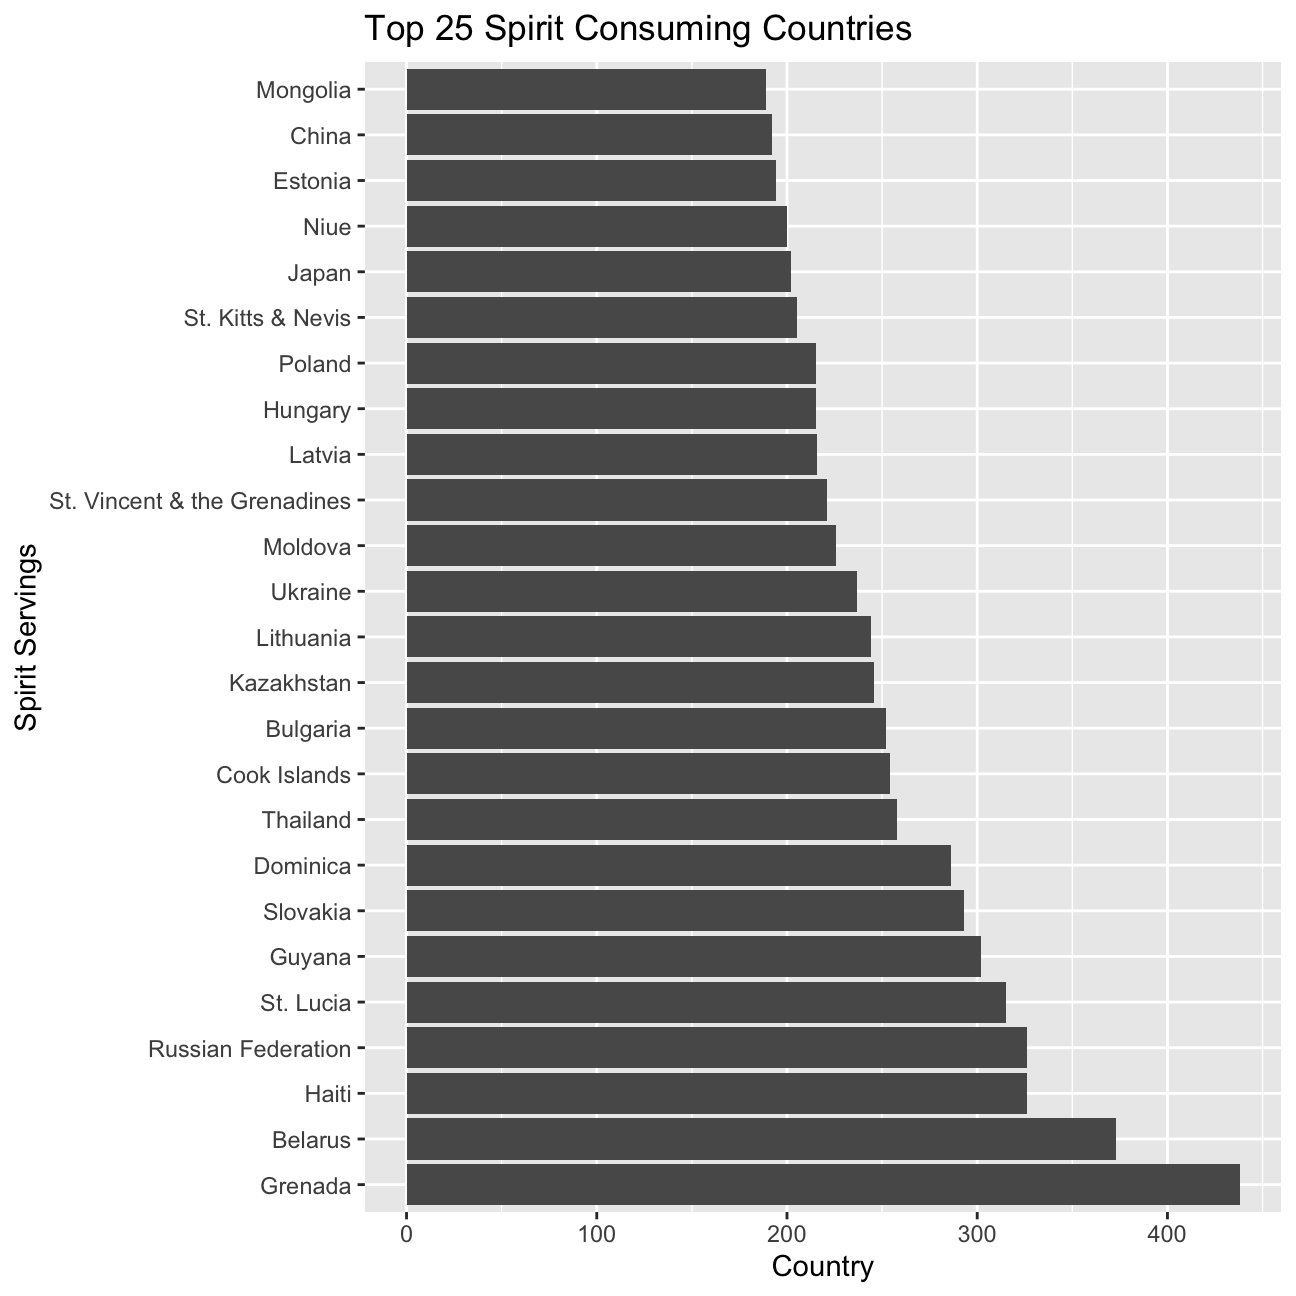 Top 25 Spirit Consuming Countries
Spirit Servings
Mongolia
China
Estonia
Niue
Japan
St. Kitts & Nevis
Poland
Hungary
Latvia
St. Vincent & the Grenadines
Moldova
Ukraine
Lithuania
Kazakhstan
Bulgaria
Cook Islands
Thailand
Dominica
Slovakia
Guyana
St. Lucia
Russian Federation
Haiti
Belarus
Grenada
0 100 200 300 400
Country